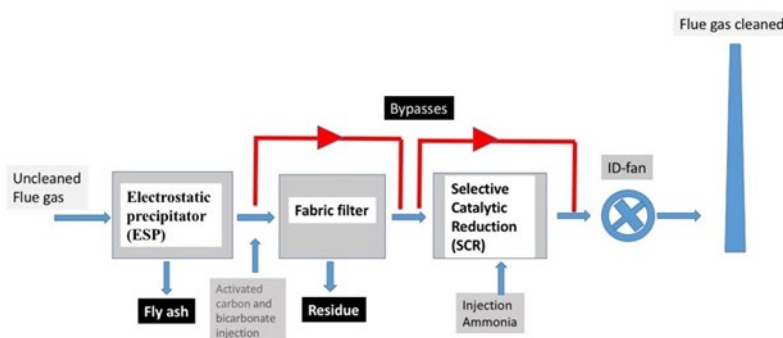 Flue gas cleaned
Bypasses
ID-fan
Uncleaned
Flue gas
Electrostatic
precipitator
(ESP)
Fabric filter
Selective
Catalytic
Reduction
(SCR)
Fly ash
Activated
carbon and
bicarbonate
injection
Residue
Injection
Ammonia